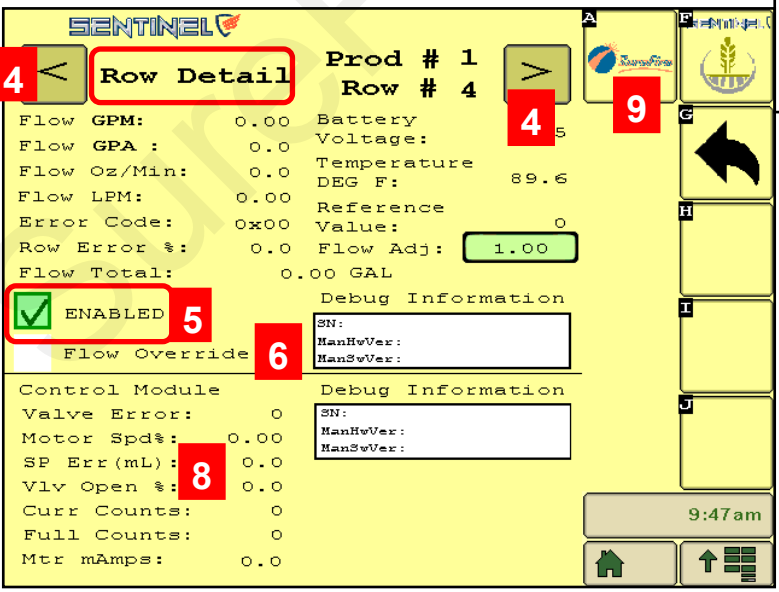 SENTINEL
A
F
SENTINEL
4
<
Row Detail
Prod # 1
Row # 4
>
4
SureFire
9
Flow GPM: 0.00
Battery
Voltage: 5
Flow GPA : 0.0
Flow Oz/Min: 0.0
Temperature
DEG F: 89.6
Flow LPM: 0.00
Reference
Value: 0
Error Code: 0x00
Row Error %: 0.0
Flow Adj: 1.00
Flow Total: 0.00 GAL
G
H
I
J
ENABLED
5
Flow Override
6
Debug Information
SN:
ManHwVer:
ManSwVer:
Control Module
Debug Information
Valve Error: 0
SN:
ManHwVer:
ManSwVer:
Motor Spd%: 0.00
SP Err(mL): 0.0
8
Vlv Open %: 0.0
Curr Counts: 0
Full Counts: 0
Mtr mAmps: 0.0
9:47am